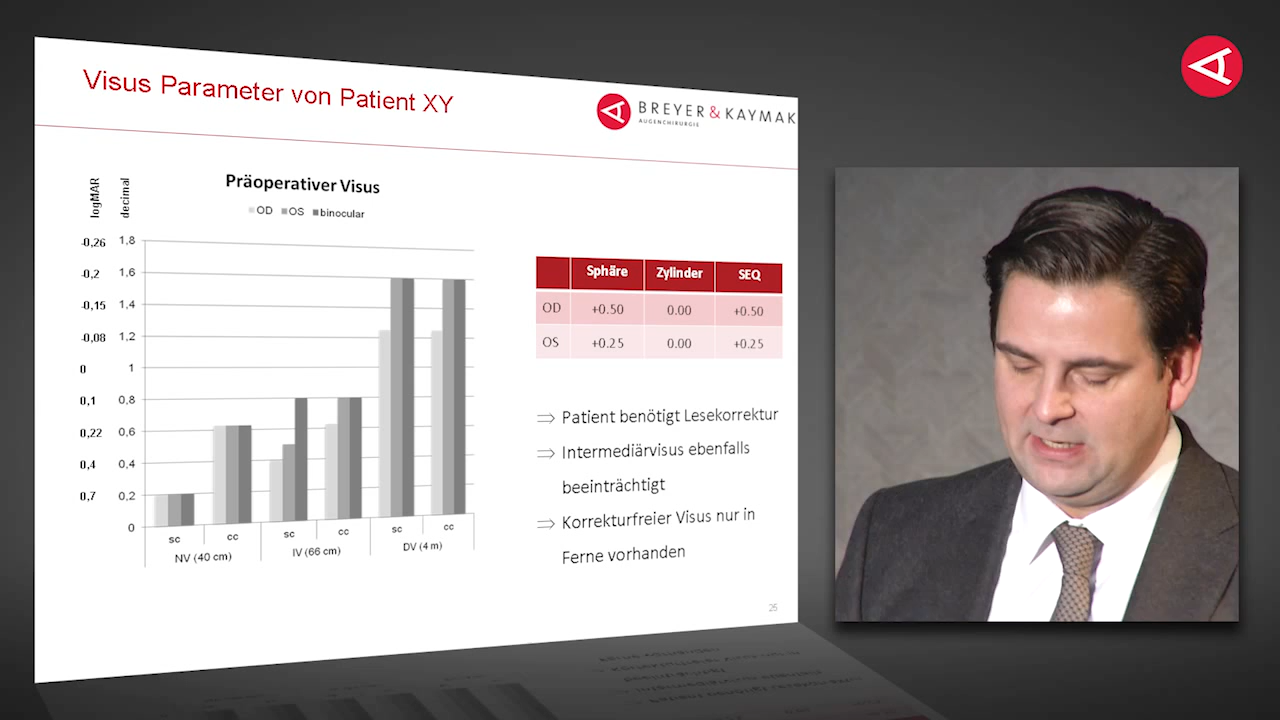 Visus Parameter von Patient XY
BREYER & KAYMAK
AUGENCHIRURGIE
Präoperativer Visus
OD OS binocular
logMAR decimal
-0,26 1,8
-0,2 1,6
-0,15 1,4
-0,08 1,2
0 1
0,1 0,8
0,22 0,6
0,4 0,4
0,7 0,2
0
sc cc sc cc sc cc
NV (40 cm) IV (66 cm) DV (4 m)
Sphäre Zylinder SEQ
OD +0.50 0.00 +0.50
OS +0.25 0.00 +0.25
⇒ Patient benötigt Lesekorrektur
⇒ Intermediärvisus ebenfalls
beeinträchtigt
⇒ Korrekturfreier Visus nur in
Ferne vorhanden
25